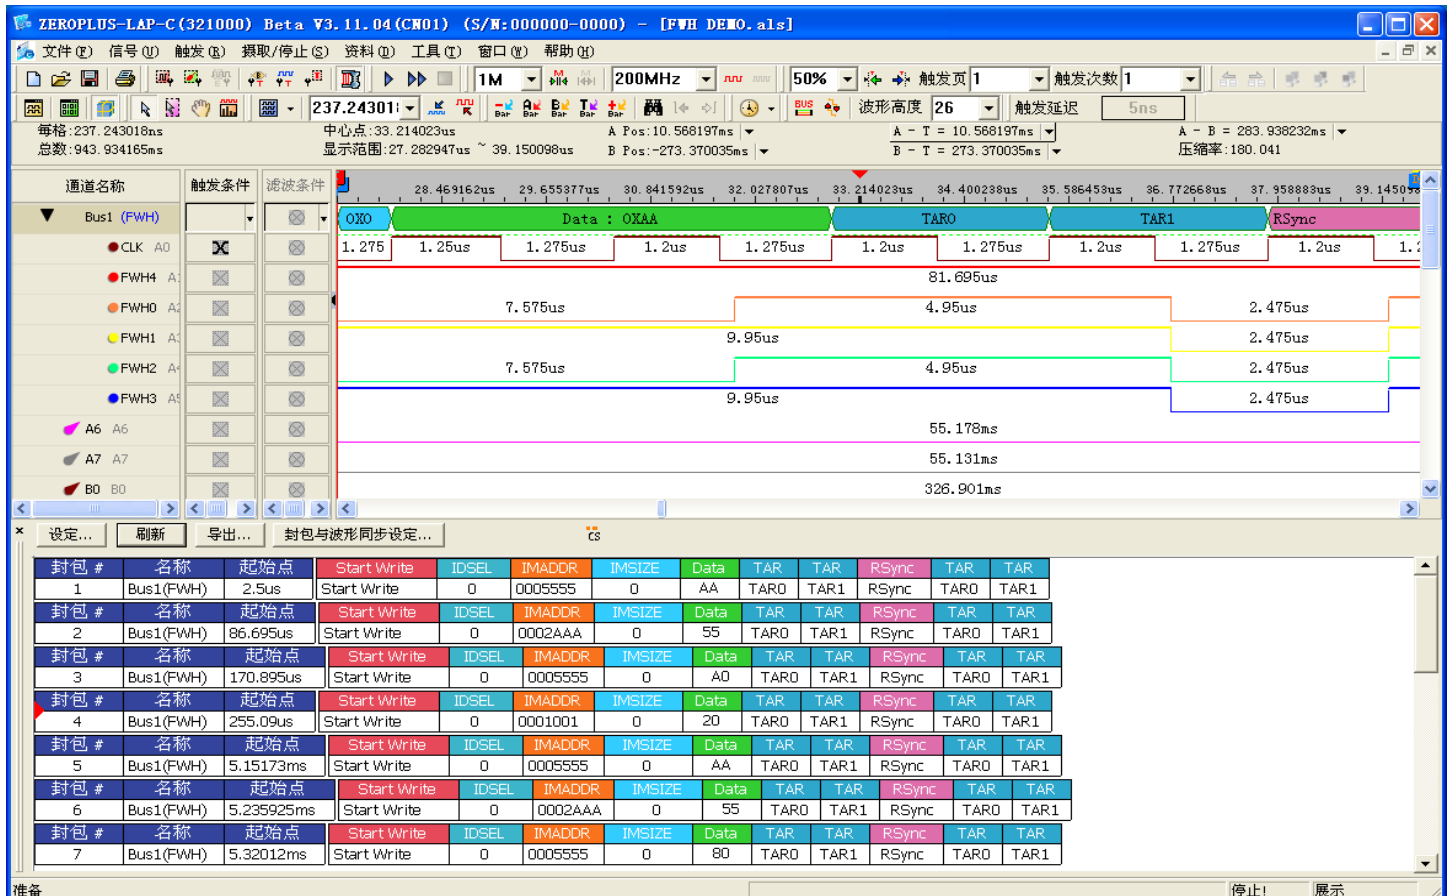 ZEROPLUS-LAP-C(321000) Beta V3.11.04(CN01) (S/N:000000-0000) - [FWH DEMO.als]
文件(F) 信号(U) 触发(R) 摄取/停止(S) 资料(D) 工具(T) 窗口(W) 帮助(H)
1M 200MHz 50% 触发页 1 触发次数 1
237.24301 Bar Bar Bar Bar Bar BUS 波形高度 26 触发延迟 5ns
每格:237.243018ns 中心点:33.214023us A Pos:10.568197ms A - T = 10.568197ms A - B = 283.938232ms
总数:943.934165ms 显示范围:27.282947us ~ 39.150098us B Pos:-273.370035ms B - T = 273.370035ms 压缩率:180.041
通道名称 触发条件 滤波条件 28.469162us 29.655377us 30.841592us 32.027807us 33.214023us 34.400238us 35.586453us 36.772668us 37.958883us 39.145098
Bus1 (FWH) 0X0 Data : 0XAA TAR0 TAR1 RSync
CLK A0 1.275 1.25us 1.275us 1.2us 1.275us 1.2us 1.275us 1.2us 1.275us 1.2us 1.2
FWH4 A1 81.695us
FWH0 A2 7.575us 4.95us 2.475us
FWH1 A3 9.95us 2.475us
FWH2 A4 7.575us 4.95us 2.475us
FWH3 A5 9.95us 2.475us
A6 A6 55.178ms
A7 A7 55.131ms
B0 B0 326.901ms
设定... 刷新 导出... 封包与波形同步设定... CS
封包 # 名称 起始点 Start Write IDSEL IMADDR IMSIZE Data TAR TAR RSync TAR TAR
1 Bus1(FWH) 2.5us Start Write 0 0005555 0 AA TAR0 TAR1 RSync TAR0 TAR1
封包 # 名称 起始点 Start Write IDSEL IMADDR IMSIZE Data TAR TAR RSync TAR TAR
2 Bus1(FWH) 86.695us Start Write 0 0002AAA 0 55 TAR0 TAR1 RSync TAR0 TAR1
封包 # 名称 起始点 Start Write IDSEL IMADDR IMSIZE Data TAR TAR RSync TAR TAR
3 Bus1(FWH) 170.895us Start Write 0 0005555 0 A0 TAR0 TAR1 RSync TAR0 TAR1
封包 # 名称 起始点 Start Write IDSEL IMADDR IMSIZE Data TAR TAR RSync TAR TAR
4 Bus1(FWH) 255.09us Start Write 0 0001001 0 20 TAR0 TAR1 RSync TAR0 TAR1
封包 # 名称 起始点 Start Write IDSEL IMADDR IMSIZE Data TAR TAR RSync TAR TAR
5 Bus1(FWH) 5.15173ms Start Write 0 0005555 0 AA TAR0 TAR1 RSync TAR0 TAR1
封包 # 名称 起始点 Start Write IDSEL IMADDR IMSIZE Data TAR TAR RSync TAR TAR
6 Bus1(FWH) 5.235925ms Start Write 0 0002AAA 0 55 TAR0 TAR1 RSync TAR0 TAR1
封包 # 名称 起始点 Start Write IDSEL IMADDR IMSIZE Data TAR TAR RSync TAR TAR
7 Bus1(FWH) 5.32012ms Start Write 0 0005555 0 80 TAR0 TAR1 RSync TAR0 TAR1
准备 停止! 展示